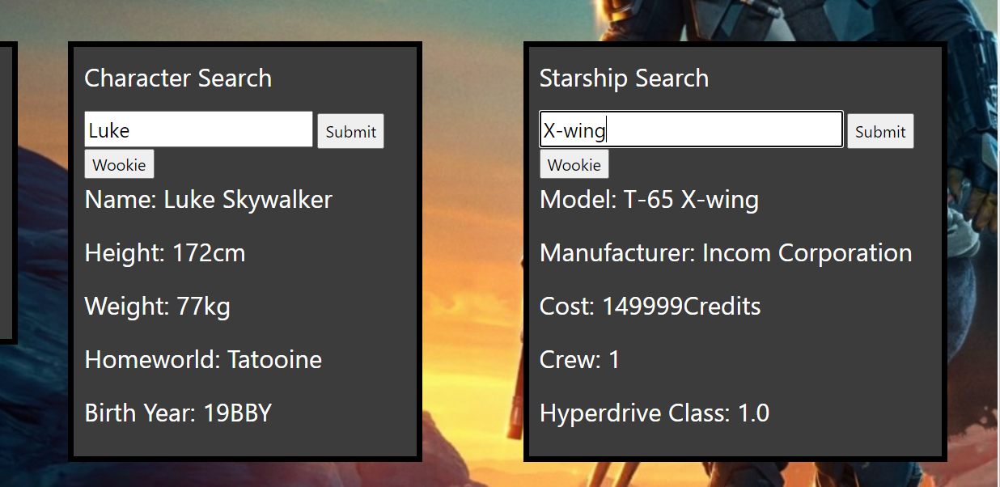 Character Search
Luke Submit
Wookie
Name: Luke Skywalker
Height: 172cm
Weight: 77kg
Homeworld: Tatooine
Birth Year: 19BBY
Starship Search
X-wing Submit
Wookie
Model: T-65 X-wing
Manufacturer: Incom Corporation
Cost: 149999Credits
Crew: 1
Hyperdrive Class: 1.0